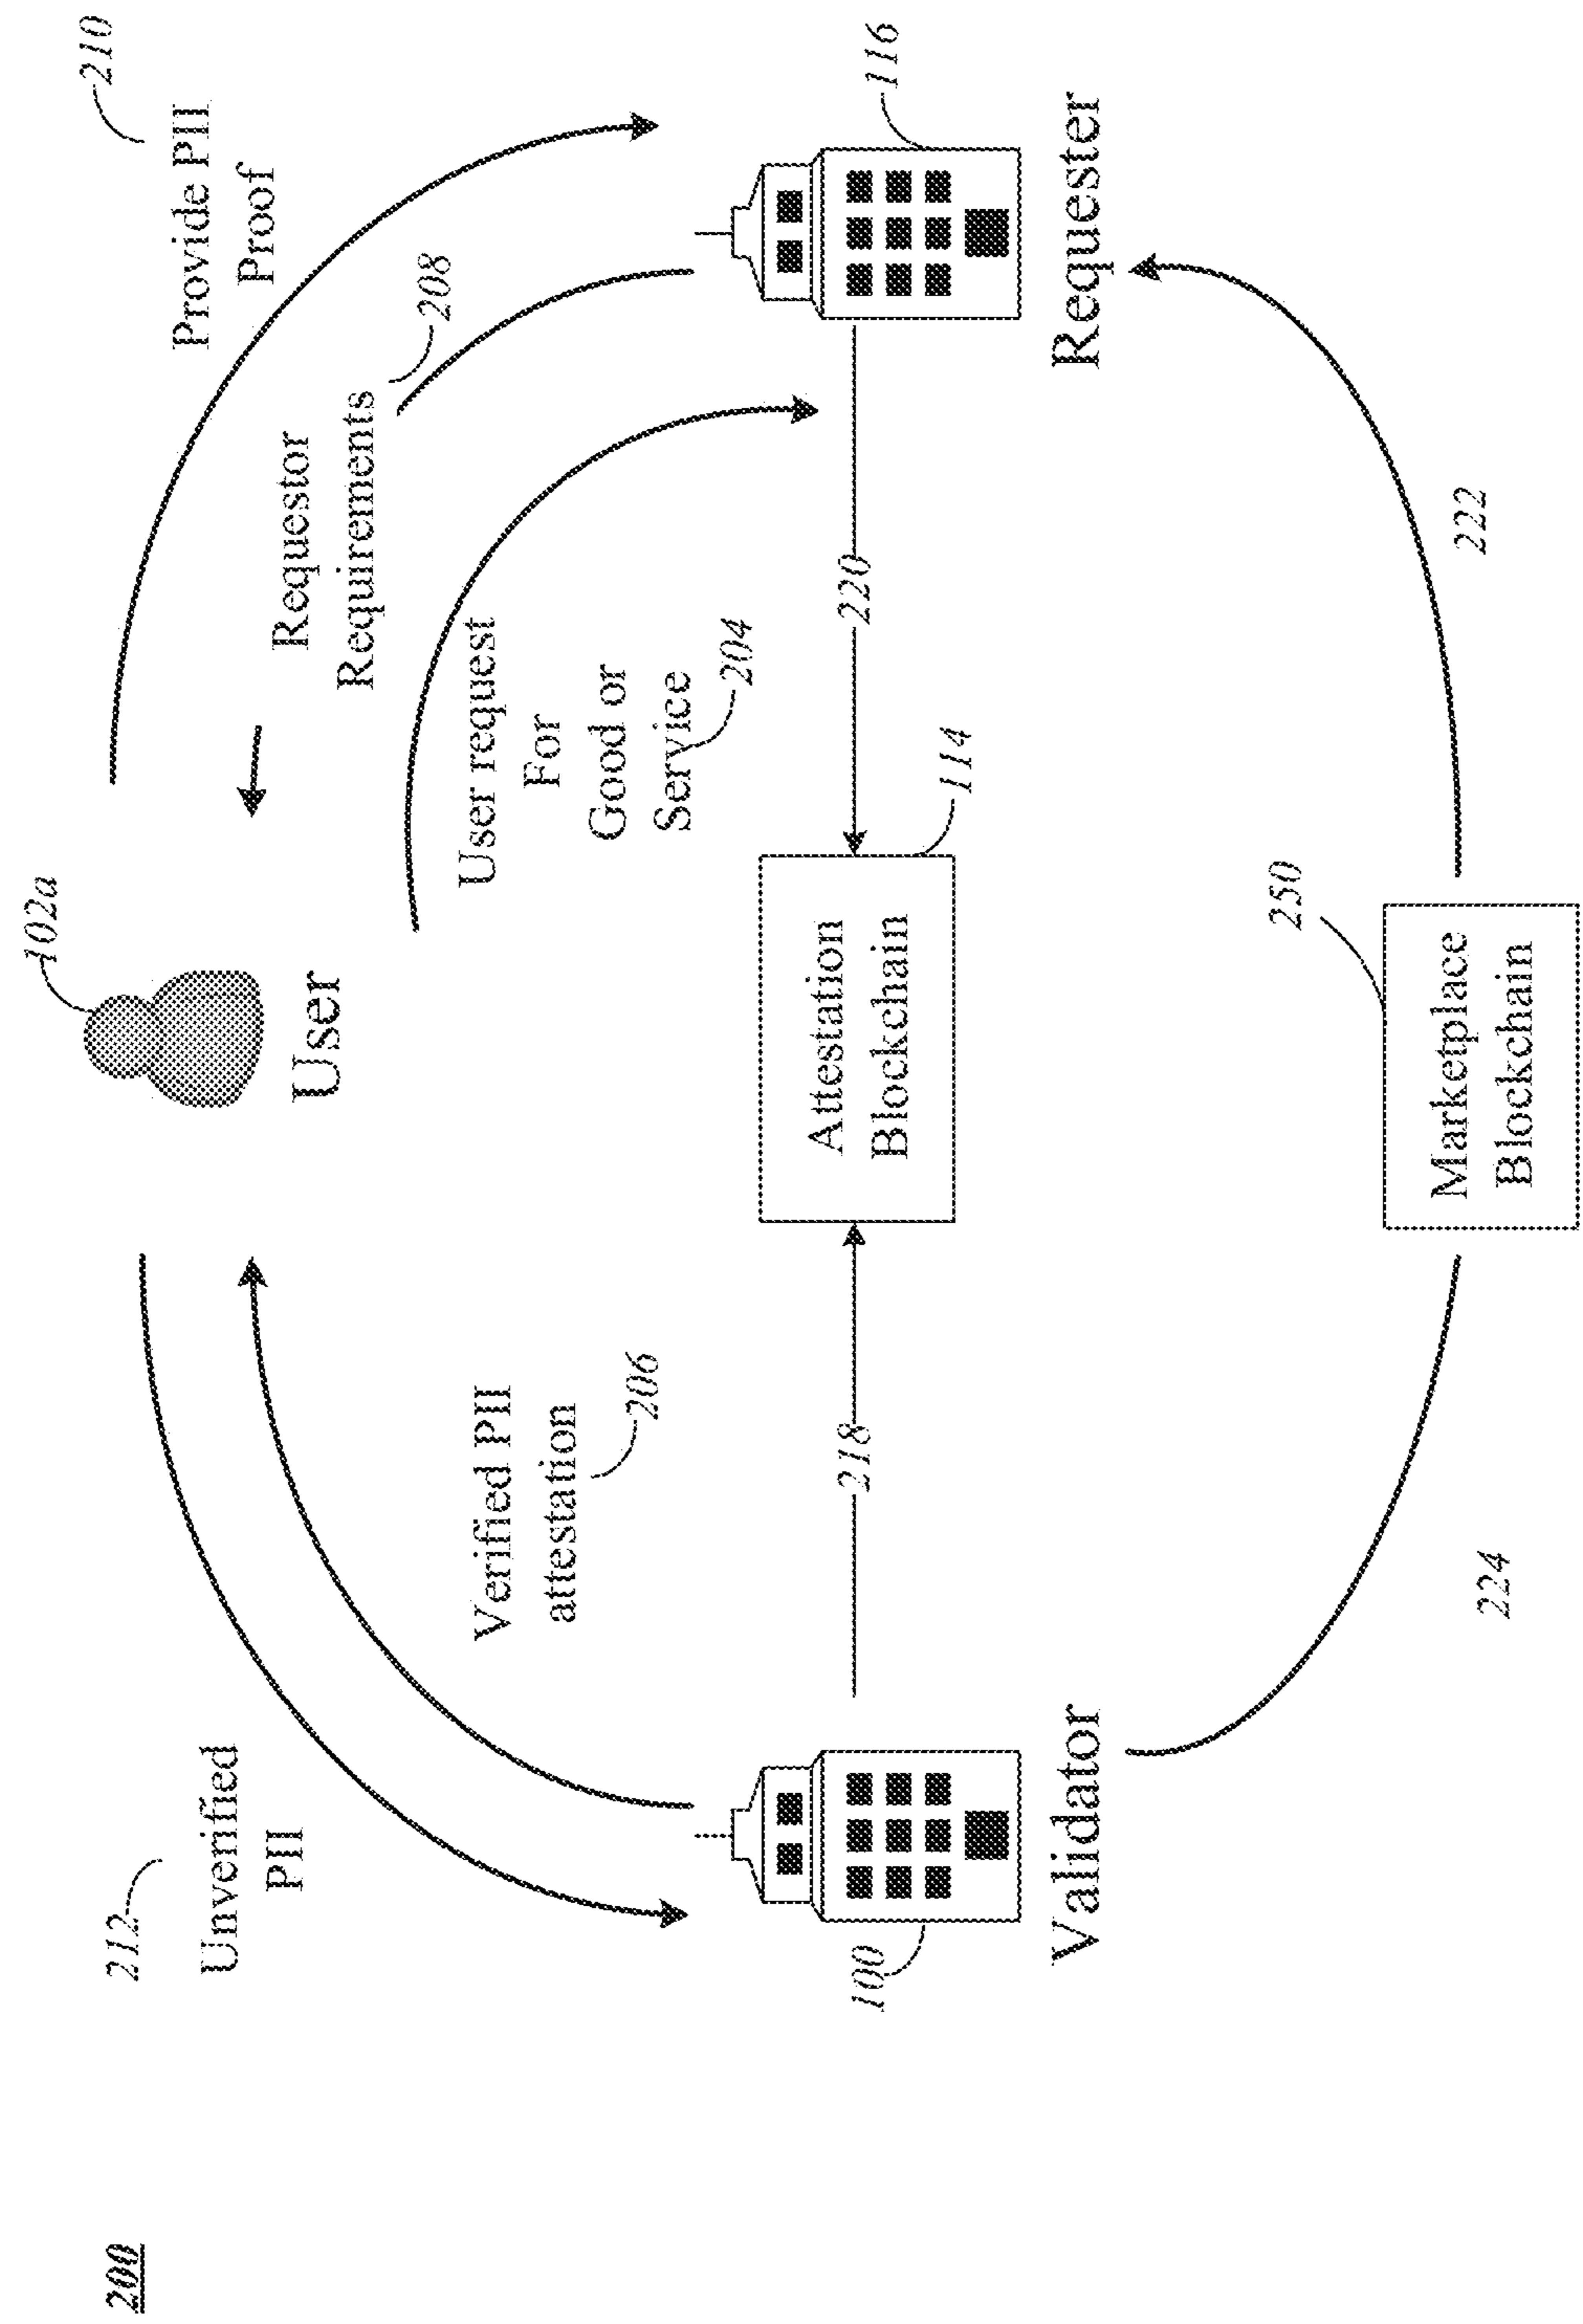 200
212
Unverified
PII
102a
User
210
Provide PII
Proof
Requestor
Requirements
208
Verified PII
attestation
206
User request
For
Good or
Service
204
100
Validator
218
Attestation
Blockchain
114
220
116
Requester
224
Marketplace
Blockchain
250
222